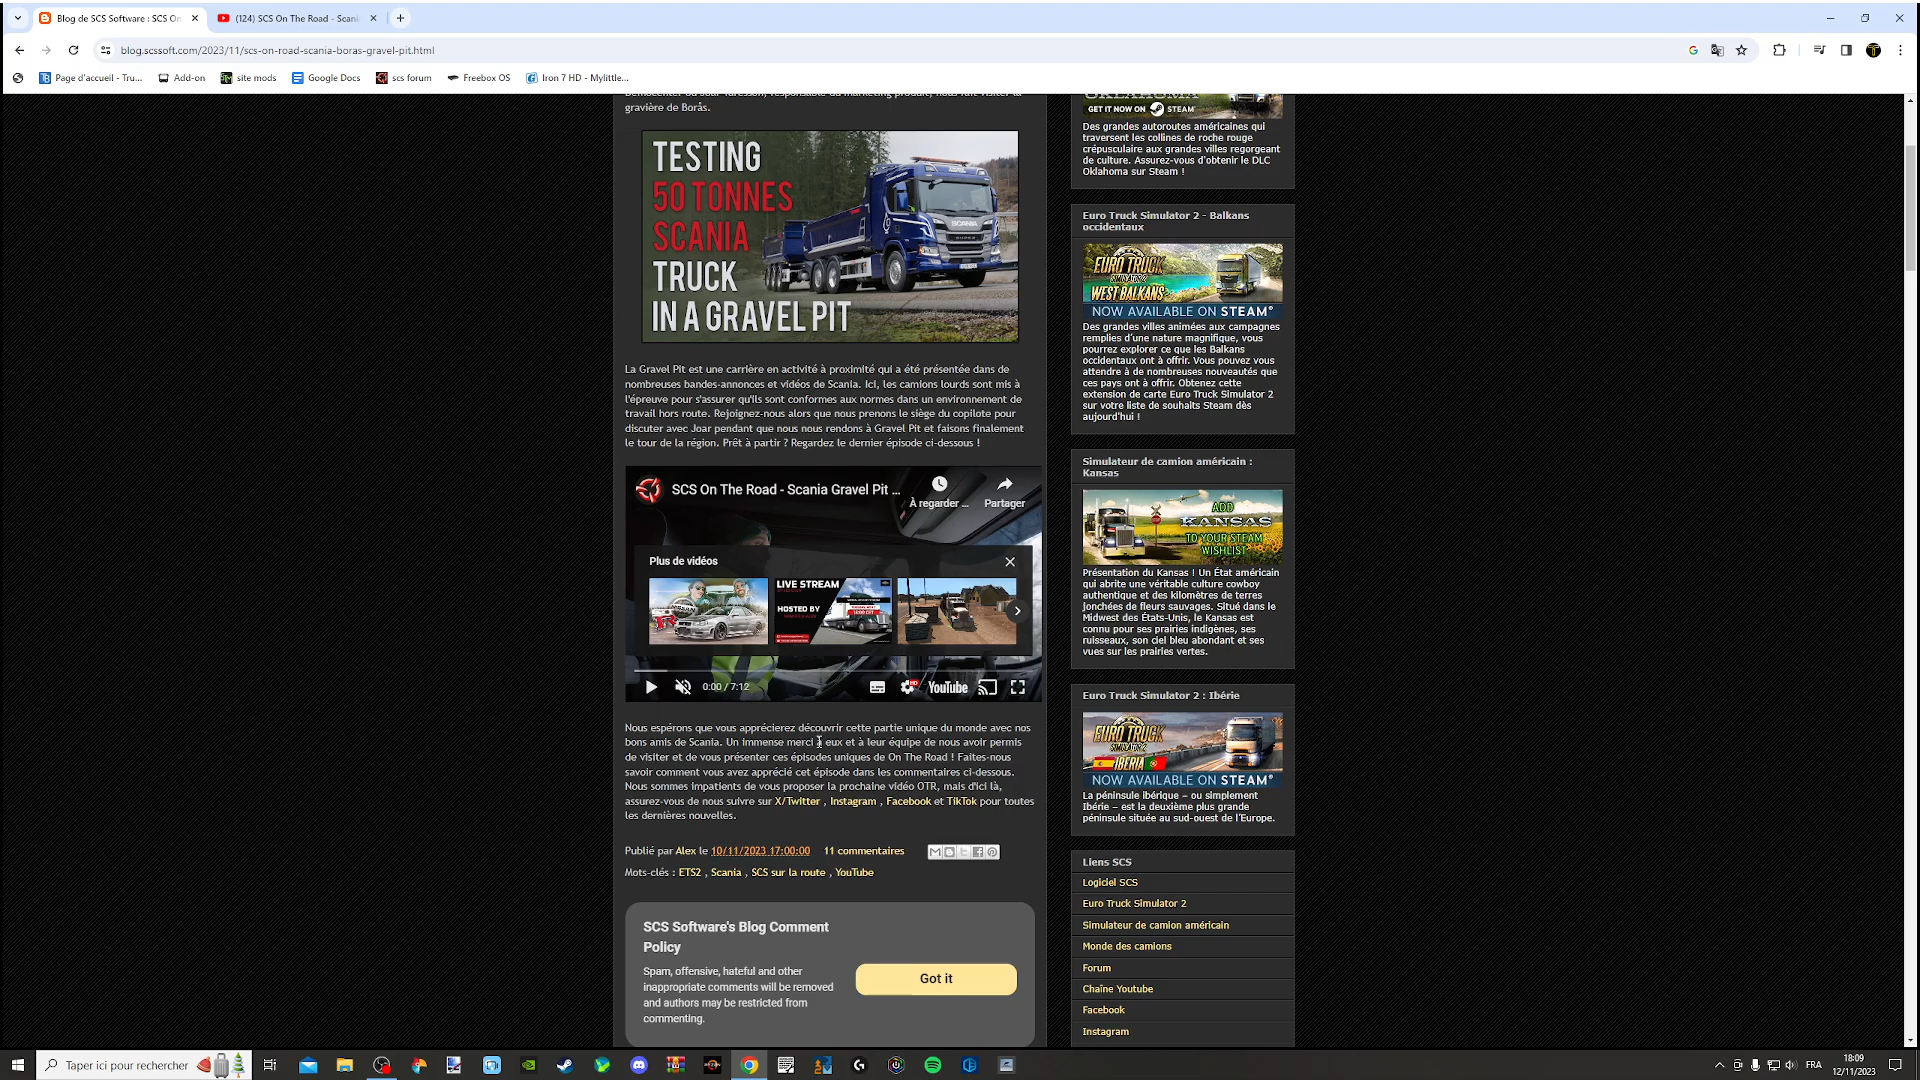 Blog de SCS Software : SCS On
(124) SCS On The Road - Scani
blog.scssoft.com/2023/11/scs-on-road-scania-boras-gravel-pit.html
Page d'accueil - Tru...
Add-on
site mods
Google Docs
scs forum
Freebox OS
Iron 7 HD - Mylittle...
gravière de Borås.
TESTING
50 TONNES
SCANIA
TRUCK
IN A GRAVEL PIT
La Gravel Pit est une carrière en activité à proximité qui a été présentée dans de
nombreuses bandes-annonces et vidéos de Scania. Ici, les camions lourds sont mis à
l'épreuve pour s'assurer qu'ils sont conformes aux normes dans un environnement de
travail hors route. Rejoignez-nous alors que nous prenons le siège du copilote pour
discuter avec Joar pendant que nous nous rendons à Gravel Pit et faisons finalement
le tour de la région. Prêt à partir ? Regardez le dernier épisode ci-dessous !
SCS On The Road - Scania Gravel Pit ...
À regarder ...
Partager
Plus de vidéos
LIVE STREAM
HOSTED BY
0:00 / 7:12
HD
YouTube
Nous espérons que vous apprécierez découvrir cette partie unique du monde avec nos
bons amis de Scania. Un immense merci à eux et à leur équipe de nous avoir permis
de visiter et de vous présenter ces épisodes uniques de On The Road ! Faites-nous
savoir comment vous avez apprécié cet épisode dans les commentaires ci-dessous.
Nous sommes impatients de vous proposer la prochaine vidéo OTR, mais d'ici là,
assurez-vous de nous suivre sur X/Twitter , Instagram , Facebook et TikTok pour toutes
les dernières nouvelles.
Publié par Alex le 10/11/2023 17:00:00 11 commentaires
Mots-clés : ETS2 , Scania , SCS sur la route , YouTube
SCS Software's Blog Comment
Policy
Spam, offensive, hateful and other
inappropriate comments will be removed
and authors may be restricted from
commenting.
Got it
OKLAHOMA
GET IT NOW ON STEAM
Des grandes autoroutes américaines qui
traversent les collines de roche rouge
crépusculaire aux grandes villes regorgeant
de culture. Assurez-vous d'obtenir le DLC
Oklahoma sur Steam !
Euro Truck Simulator 2 - Balkans
occidentaux
EURO TRUCK
SIMULATOR 2
WEST BALKANS
NOW AVAILABLE ON STEAM
Des grandes villes animées aux campagnes
remplies d'une nature magnifique, vous
pourrez explorer ce que les Balkans
occidentaux ont à offrir. Vous pouvez vous
attendre à de nombreuses nouveautés que
ces pays ont à offrir. Obtenez cette
extension de carte Euro Truck Simulator 2
sur votre liste de souhaits Steam dès
aujourd'hui !
Simulateur de camion américain :
Kansas
ADD
KANSAS
TO YOUR STEAM
WISHLIST
Présentation du Kansas ! Un État américain
qui abrite une véritable culture cowboy
authentique et des kilomètres de terres
jonchées de fleurs sauvages. Situé dans le
Midwest des États-Unis, le Kansas est
connu pour ses prairies indigènes, ses
ruisseaux, son ciel bleu abondant et ses
vues sur les prairies vertes.
Euro Truck Simulator 2 : Ibérie
EURO TRUCK
SIMULATOR 2
IBERIA
NOW AVAILABLE ON STEAM
La péninsule ibérique – ou simplement
Ibérie – est la deuxième plus grande
péninsule située au sud-ouest de l'Europe.
Liens SCS
Logiciel SCS
Euro Truck Simulator 2
Simulateur de camion américain
Monde des camions
Forum
Chaîne Youtube
Facebook
Instagram
Taper ici pour rechercher
FRA
18:09
12/11/2023